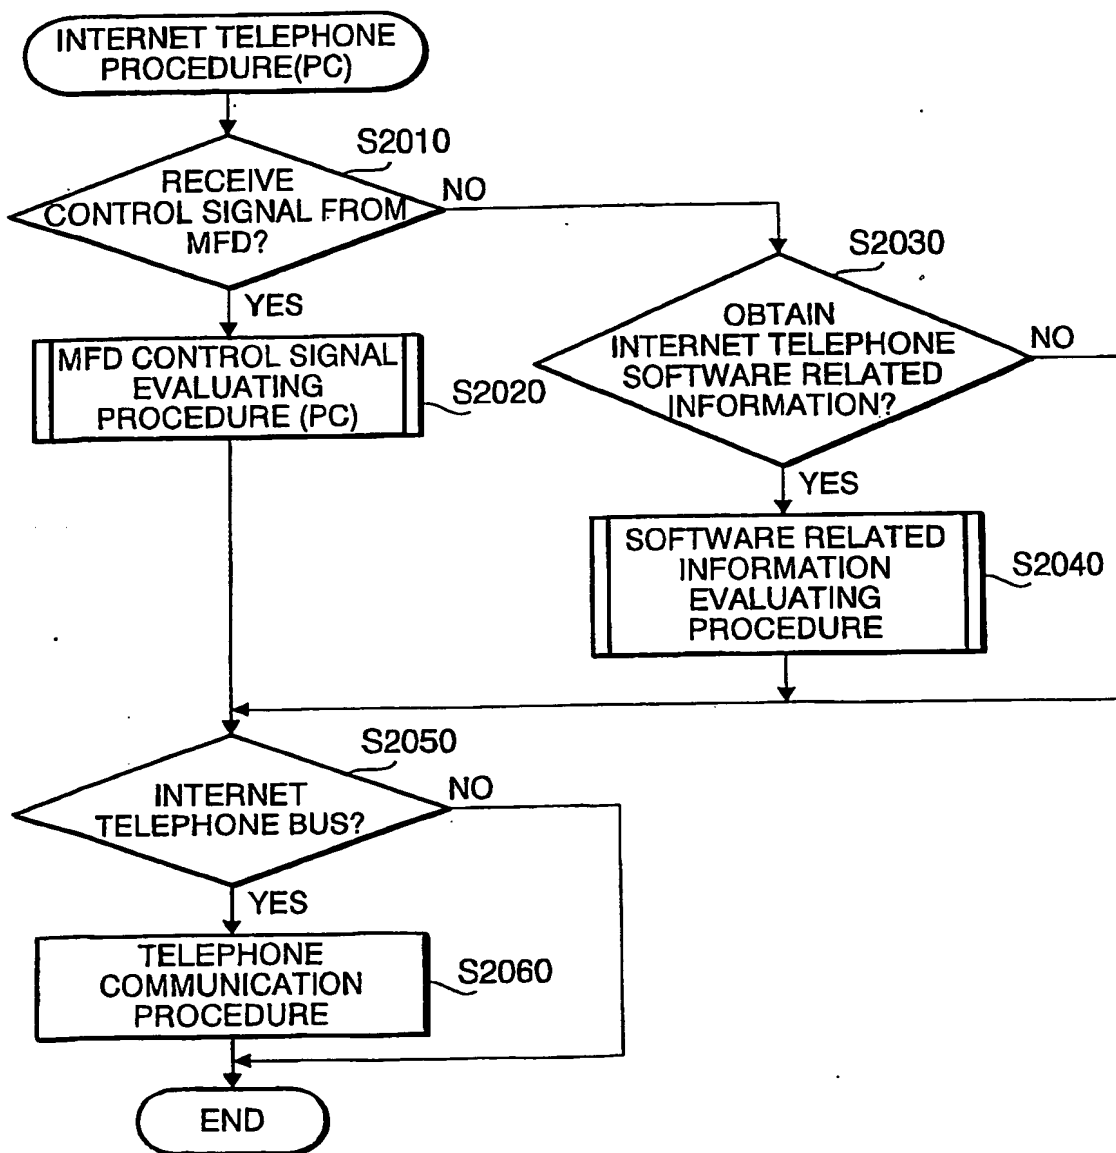 INTERNET TELEPHONE
PROCEDURE(PC)
S2010
RECEIVE
CONTROL SIGNAL FROM
MFD?
NO
YES
S2030
OBTAIN
INTERNET TELEPHONE
SOFTWARE RELATED
INFORMATION?
NO
MFD CONTROL SIGNAL
EVALUATING
PROCEDURE (PC)
S2020
YES
SOFTWARE RELATED
INFORMATION
EVALUATING
PROCEDURE
S2040
S2050
INTERNET
TELEPHONE BUS?
NO
YES
TELEPHONE
COMMUNICATION
PROCEDURE
S2060
END